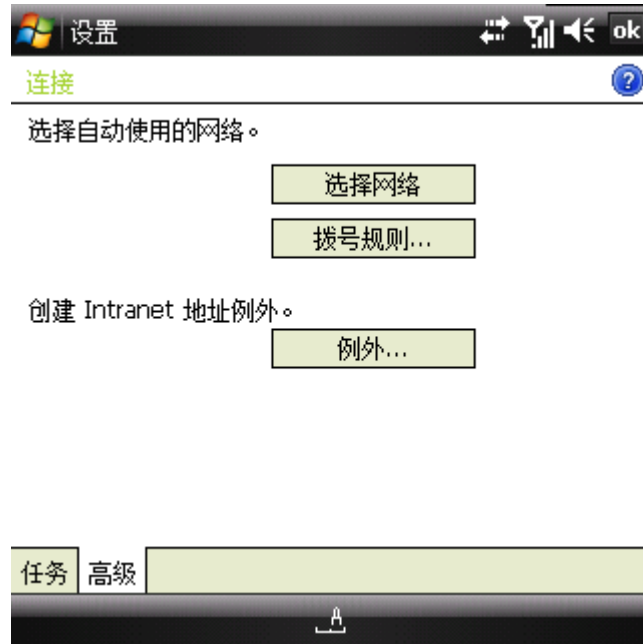 设置
ok
连接
选择自动使用的网络。
选择网络
拨号规则...
创建 Intranet 地址例外。
例外...
任务 高级
A